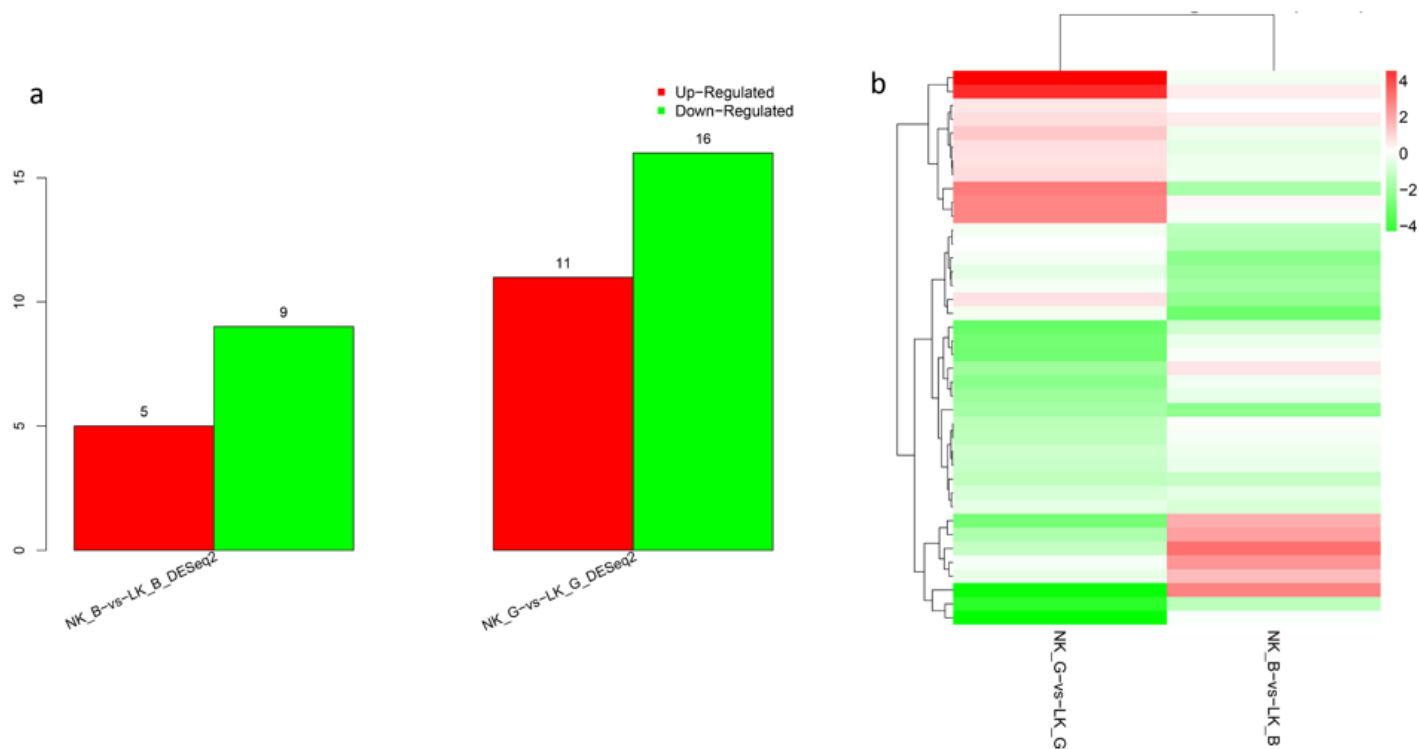 a
Up-Regulated
Down-Regulated
15
10
5
0
5
9
11
16
NK_B-vs-LK_B_DESeq2
NK_G-vs-LK_G_DESeq2
b
4
2
0
-2
-4
NK_G-vs-LK_G
NK_B-vs-LK_B